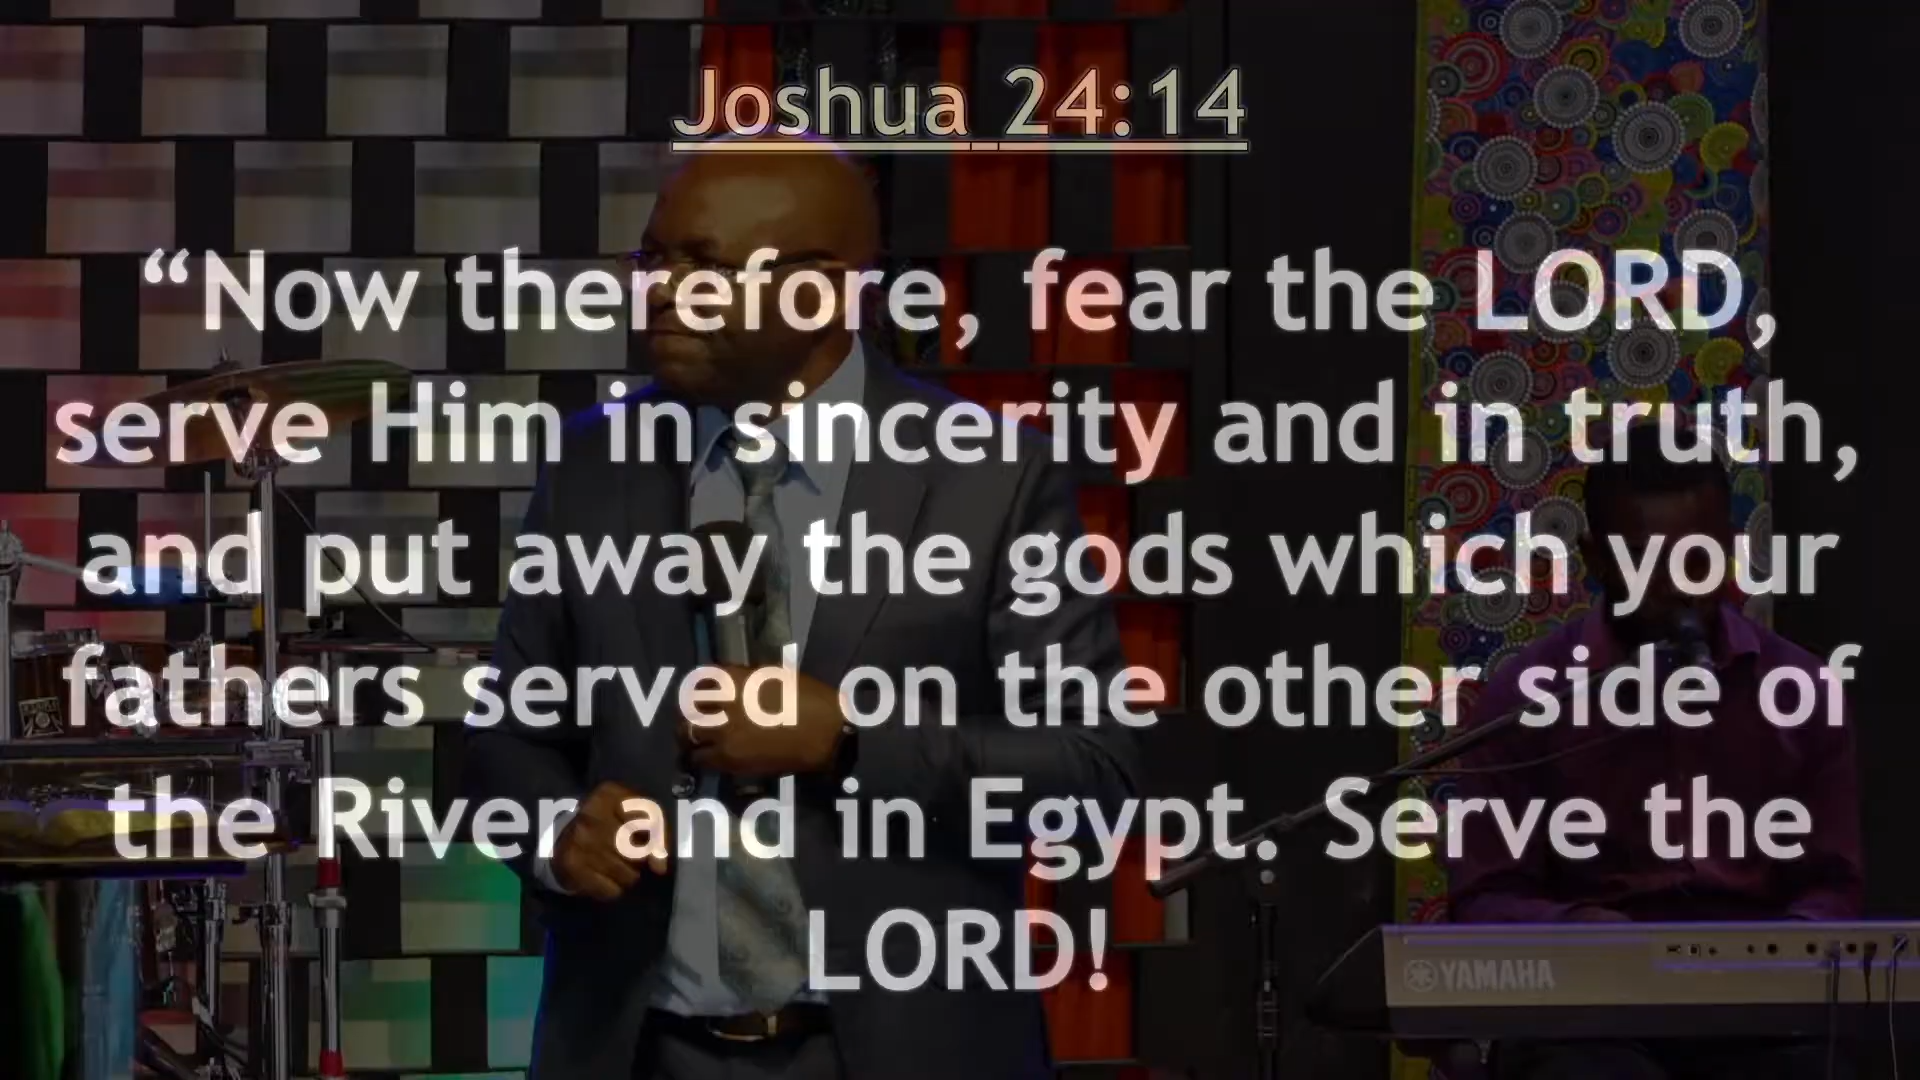 Joshua 24:14
“Now therefore, fear the LORD,
serve Him in sincerity and in truth,
and put away the gods which your
fathers served on the other side of
the River and in Egypt. Serve the
LORD!
YAMAHA